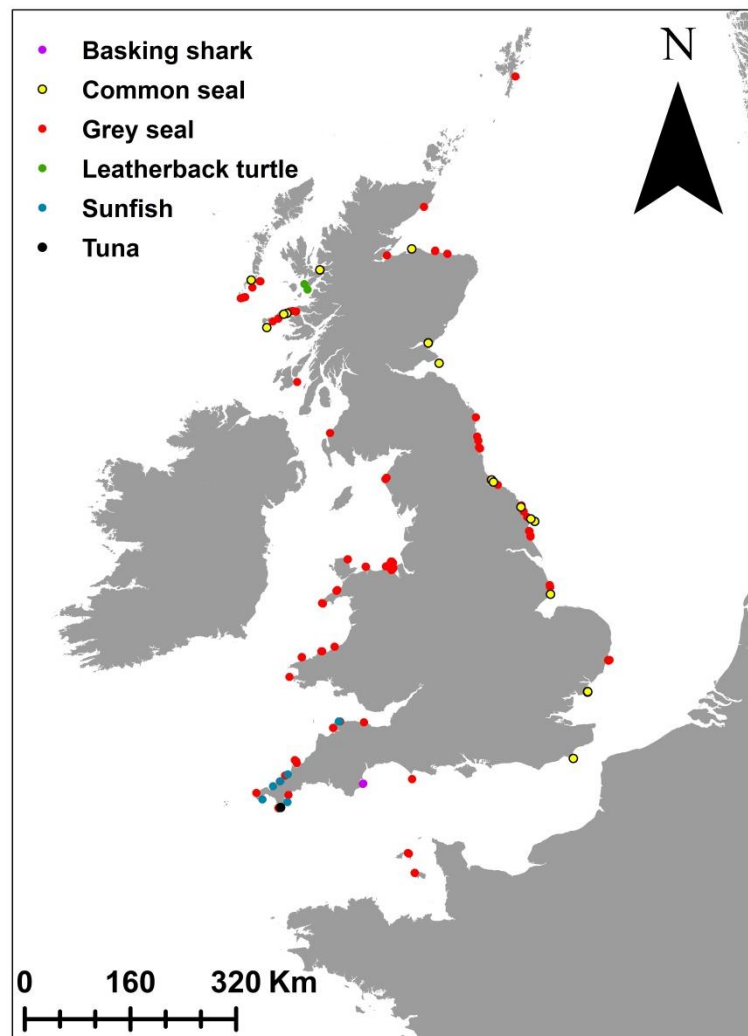 Basking shark
Common seal
Grey seal
Leatherback turtle
Sunfish
Tuna
N
0 160 320 Km